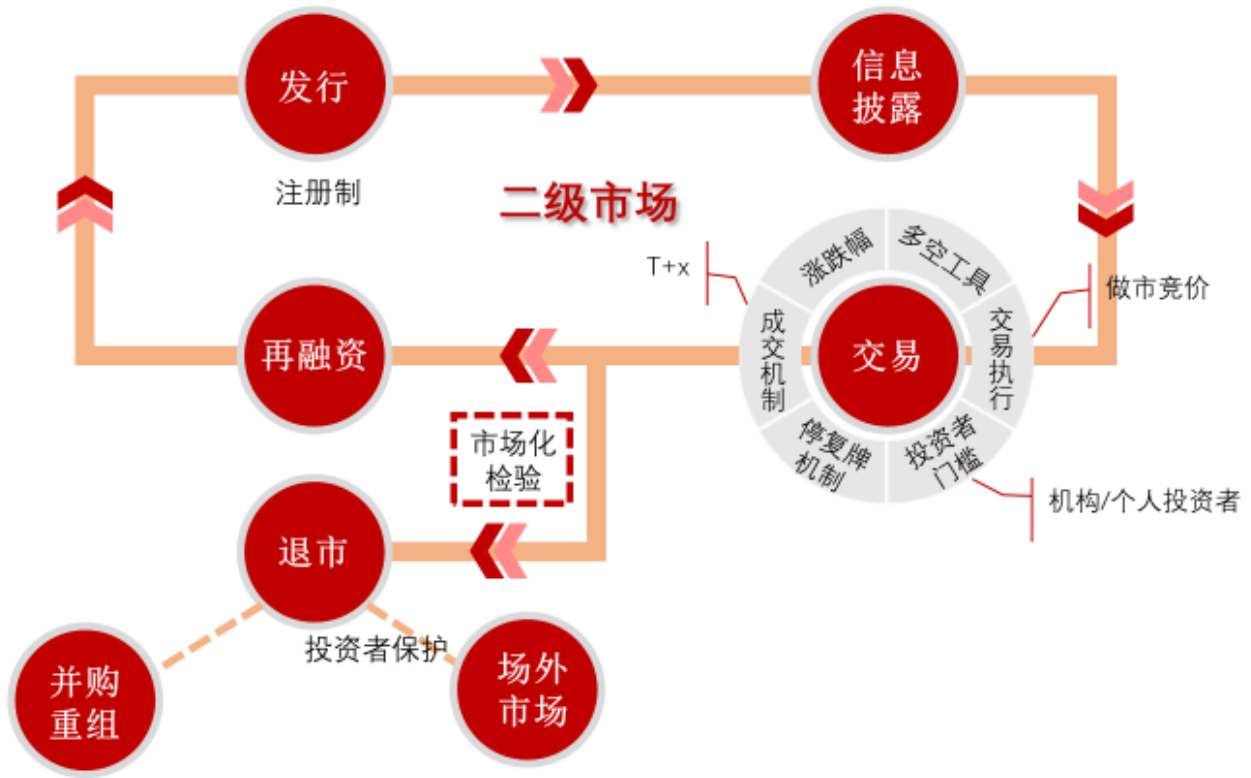 发行
信息
披露
注册制
二级市场
涨跌幅
多空工具
T+x
做市竞价
成交机制
交易
交易执行
再融资
市场化
检验
停复牌
机制
投资者
门槛
机构/个人投资者
退市
投资者保护
并购
重组
场外
市场